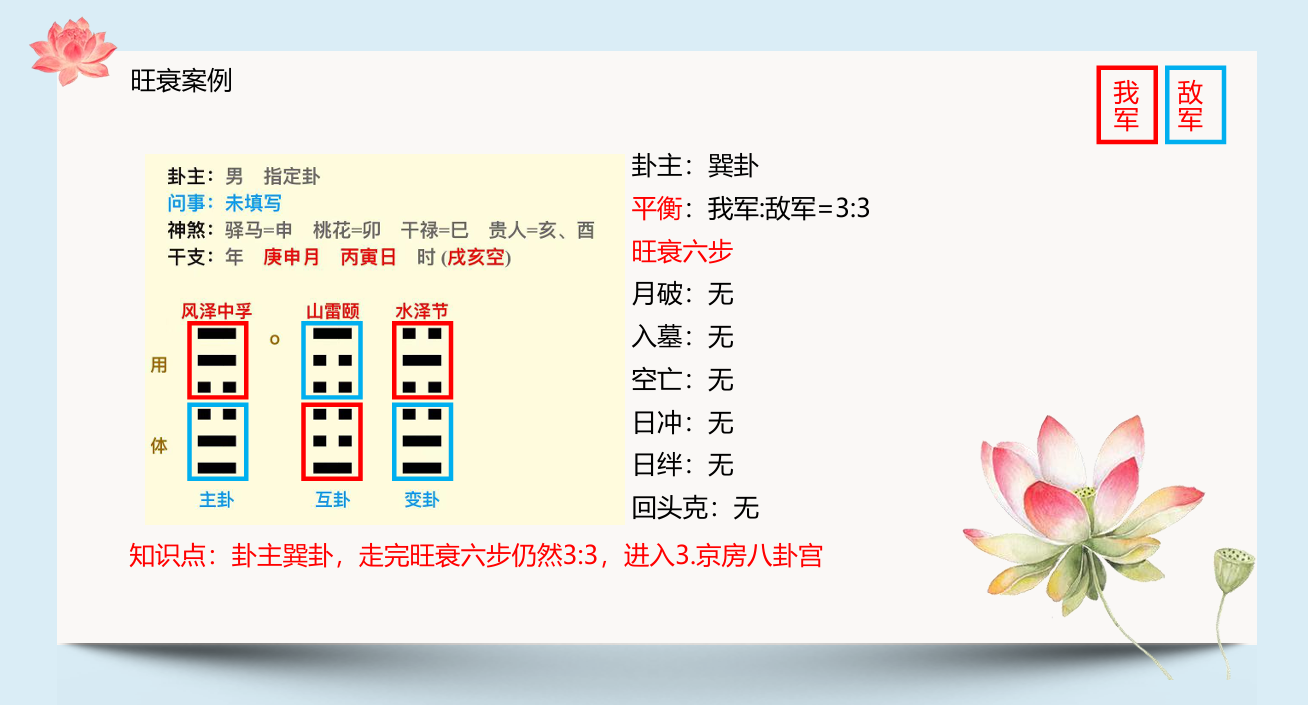 旺衰案例
我军
敌军
卦主：男 指定卦
问事：未填写
神煞：驿马=申 桃花=卯 干禄=巳 贵人=亥、酉
干支：年 庚申月 丙寅日 时 (戌亥空)
风泽中孚 山雷颐 水泽节
o
用
体
主卦 互卦 变卦
卦主：巽卦
平衡：我军:敌军=3:3
旺衰六步
月破：无
入墓：无
空亡：无
日冲：无
日绊：无
回头克：无
知识点：卦主巽卦，走完旺衰六步仍然3:3，进入3.京房八卦宫